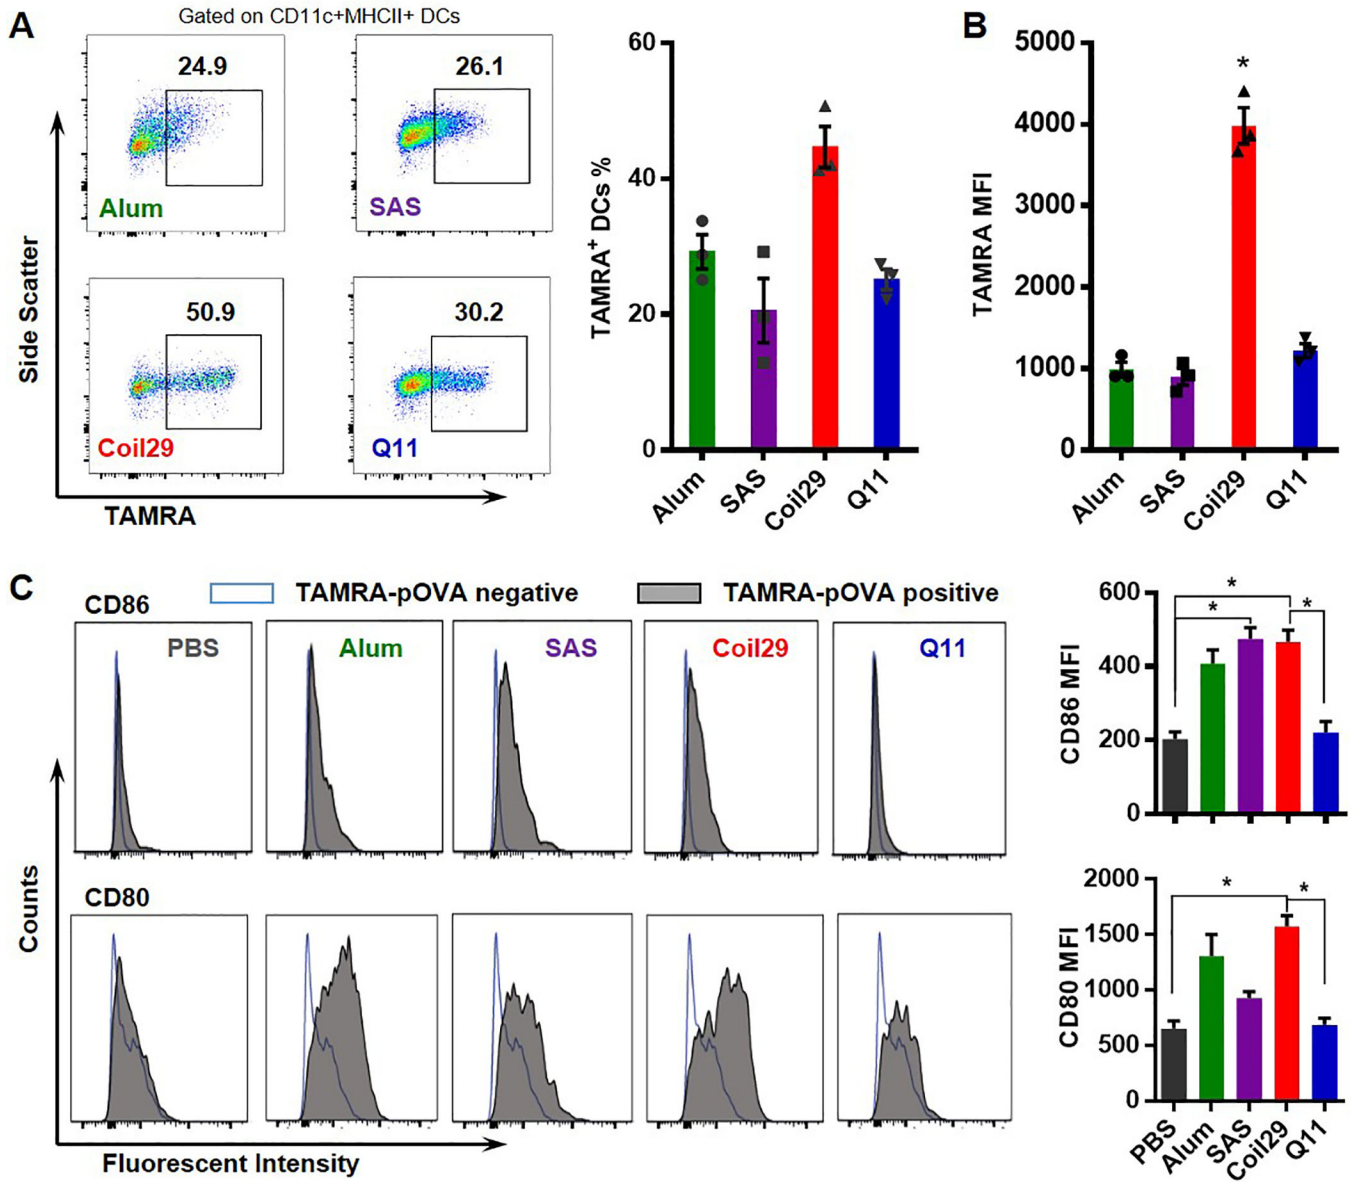 A
Gated on CD11c+MHCII+ DCs
24.9
Alum
26.1
SAS
50.9
Coil29
30.2
Q11
Side Scatter
TAMRA
TAMRA+ DCs %
60
40
20
0
Alum
SAS
Coil29
Q11
B
TAMRA MFI
5000
4000
3000
2000
1000
0
*
Alum
SAS
Coil29
Q11
C
TAMRA-pOVA negative
TAMRA-pOVA positive
CD86
PBS
Alum
SAS
Coil29
Q11
CD80
Counts
Fluorescent Intensity
CD86 MFI
600
400
200
0
*
*
*
CD80 MFI
2000
1500
1000
500
0
*
*
PBS
Alum
SAS
Coil29
Q11